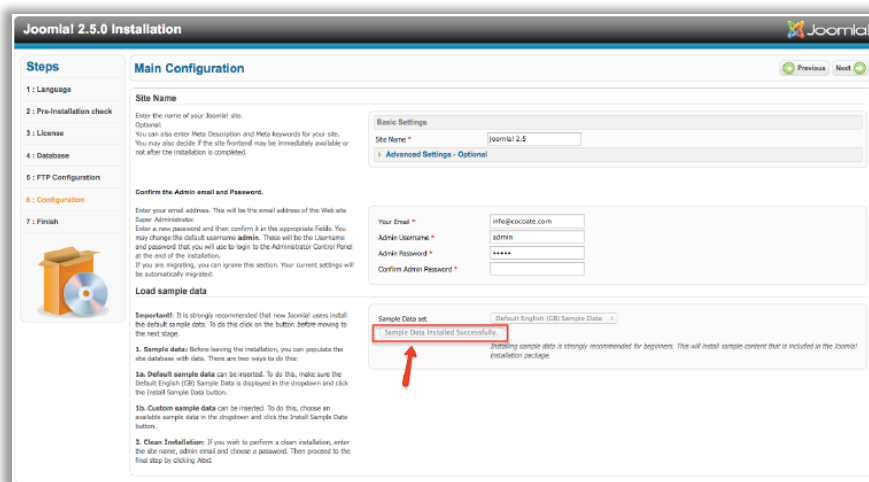 Joomla! 2.5.0 Installation
Joomla!
Steps
1 : Language
2 : Pre-Installation check
3 : License
4 : Database
5 : FTP Configuration
6 : Configuration
7 : Finish
Main Configuration
Previous
Next
Site Name
Enter the name of your Joomla! site.
Optional:
You can also enter Meta Description and Meta keywords for your site.
You may also decide if the site frontend may be immediately available or
not after the installation is completed.
Basic Settings
Site Name *
Joomla! 2.5
Advanced Settings - Optional
Confirm the Admin email and Password.
Enter your email address. This will be the email address of the Web site
Super Administrator.
Enter a new password and then confirm it in the appropriate fields. You
may change the default username admin. These will be the Username
and password that you will use to login to the Administrator Control Panel
at the end of the installation.
If you are migrating, you can ignore this section. Your current settings will
be automatically migrated.
Your Email *
info@cocoate.com
Admin Username *
admin
Admin Password *
•••••
Confirm Admin Password *
Load sample data
Important!: It is strongly recommended that new Joomla! users install
the default sample data. To do this click on the button before moving to
the next stage.
1. Sample data: Before leaving the installation, you can populate the
site database with data. There are two ways to do this:
1a. Default sample data can be inserted. To do this, make sure the
Default English (GB) Sample Data is displayed in the dropdown and click
the Install Sample Data button.
1b. Custom sample data can be inserted. To do this, choose an
available sample data in the dropdown and click the Install Sample Data
button.
2. Clean Installation: If you wish to perform a clean installation, enter
the site name, admin email and choose a password. Then proceed to the
final step by clicking Next.
Sample Data set:
Default English (GB) Sample Data
Sample Data Installed Successfully.
Installing sample data is strongly recommended for beginners. This will install sample content that is included in the Joomla!
installation package.